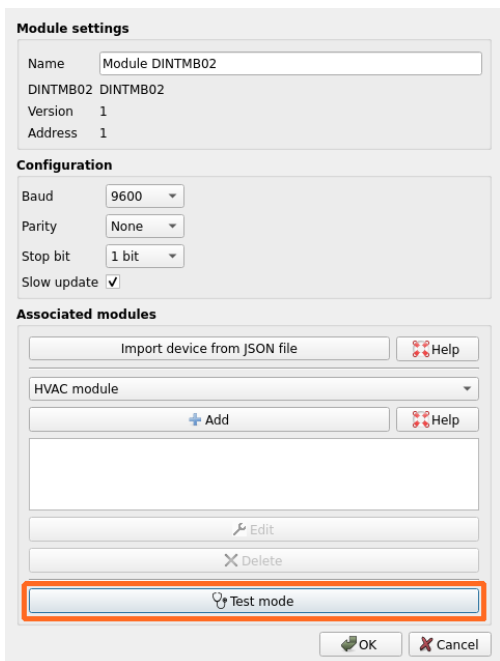 Module settings
Name Module DINTMB02
DINTMB02 DINTMB02
Version 1
Address 1
Configuration
Baud 9600
Parity None
Stop bit 1 bit
Slow update
Associated modules
Import device from JSON file Help
HVAC module
Add Help
Edit
Delete
Test mode
OK Cancel